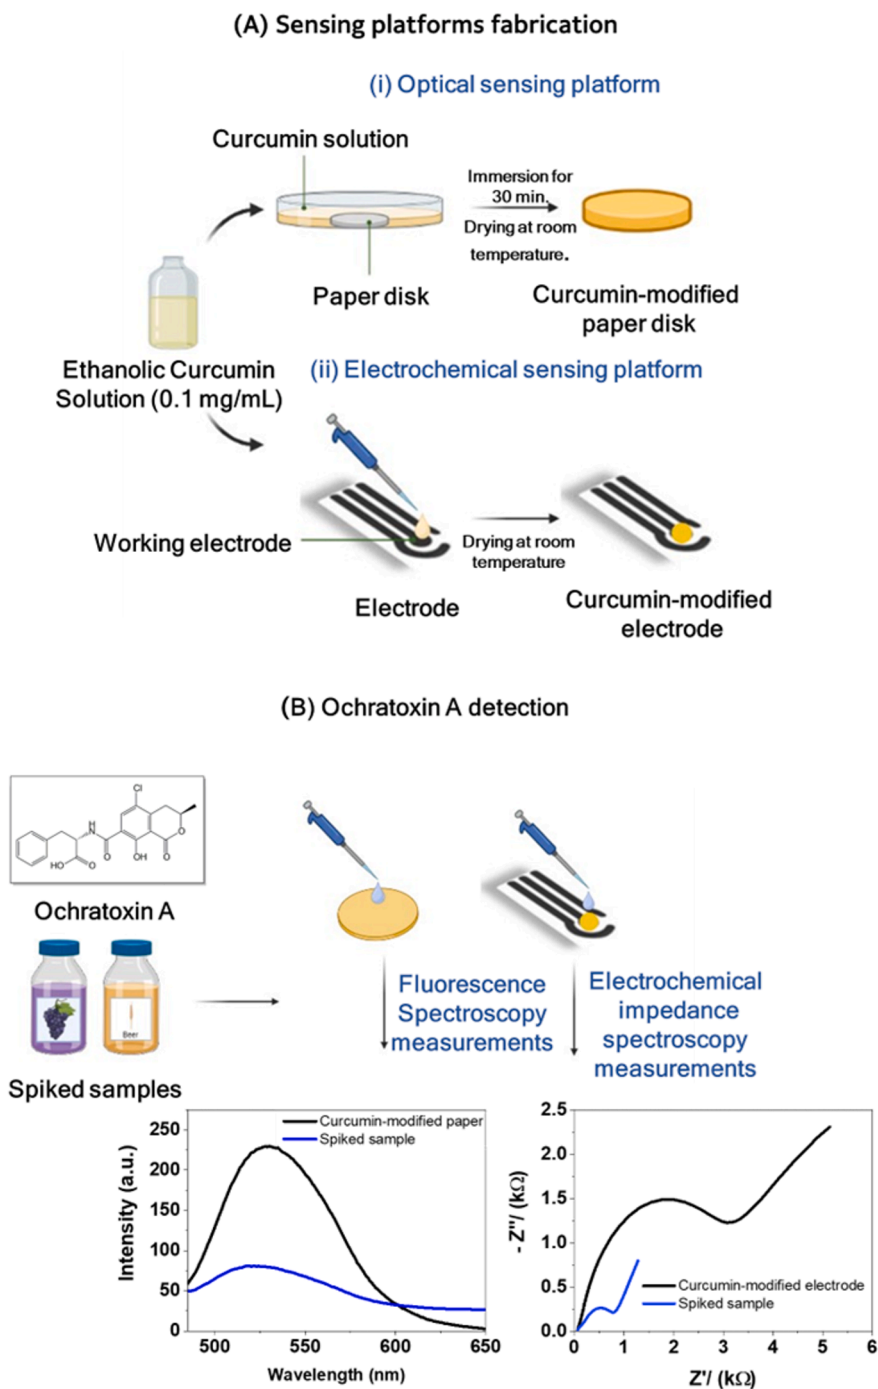 (A) Sensing platforms fabrication
(i) Optical sensing platform
Curcumin solution
Immersion for
30 min.
Drying at room
temperature.
Paper disk
Curcumin-modified
paper disk
Ethanolic Curcumin
Solution (0.1 mg/mL)
(ii) Electrochemical sensing platform
Working electrode
Drying at room
temperature
Electrode
Curcumin-modified
electrode
(B) Ochratoxin A detection
Cl
H
N
O
HO
O
O
OH
O
Ochratoxin A
Beer
Spiked samples
Fluorescence
Spectroscopy
measurements
Electrochemical
impedance
spectroscopy
measurements
Curcumin-modified paper
Spiked sample
250
200
150
100
50
0
500
550
600
650
Intensity (a.u.)
Wavelength (nm)
2.5
2.0
1.5
1.0
0.5
0.0
0
1
2
3
4
5
6
- Z''/ (kΩ)
Z'/ (kΩ)
Curcumin-modified electrode
Spiked sample